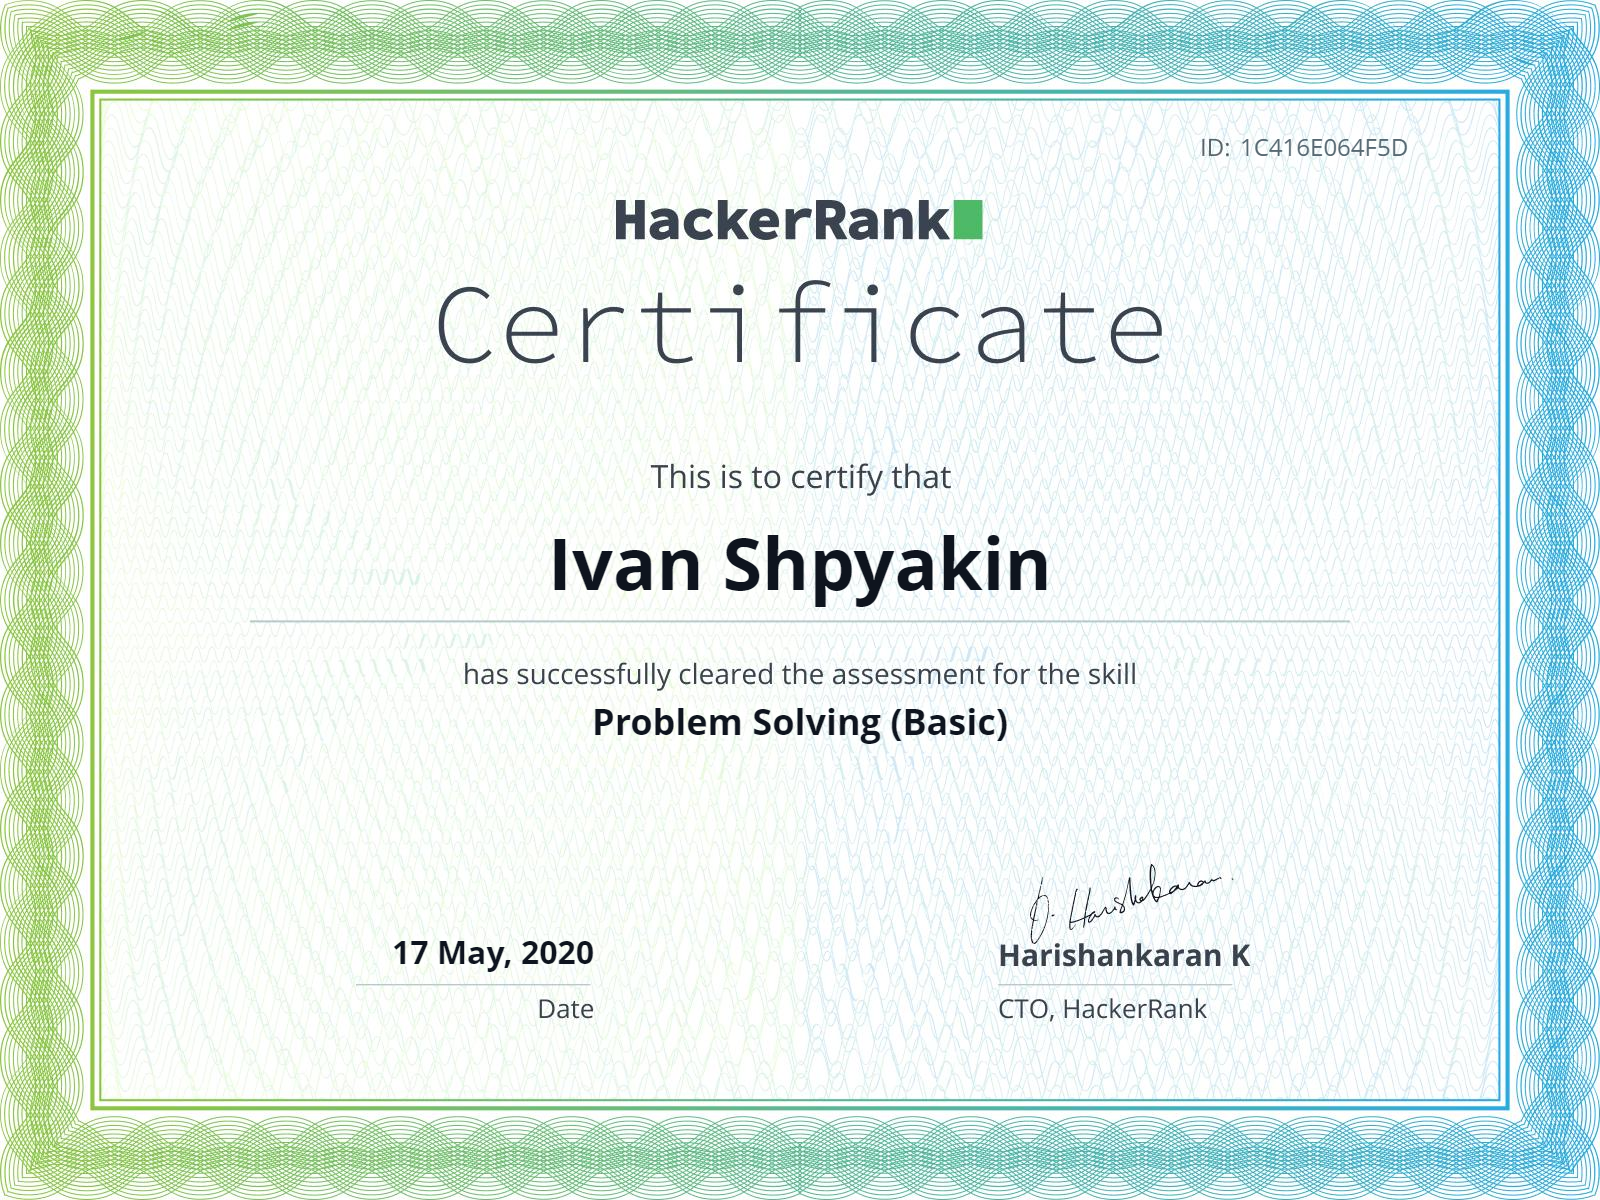 ID: 1C416E064F5D
HackerRank
Certificate
This is to certify that
Ivan Shpyakin
has successfully cleared the assessment for the skill
Problem Solving (Basic)
17 May, 2020
Date
Harishankaran K
CTO, HackerRank